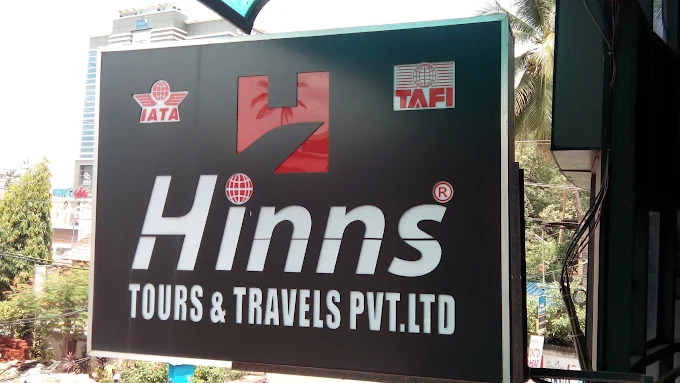 IATA
TAFI
Hinns®
TOURS & TRAVELS PVT.LTD